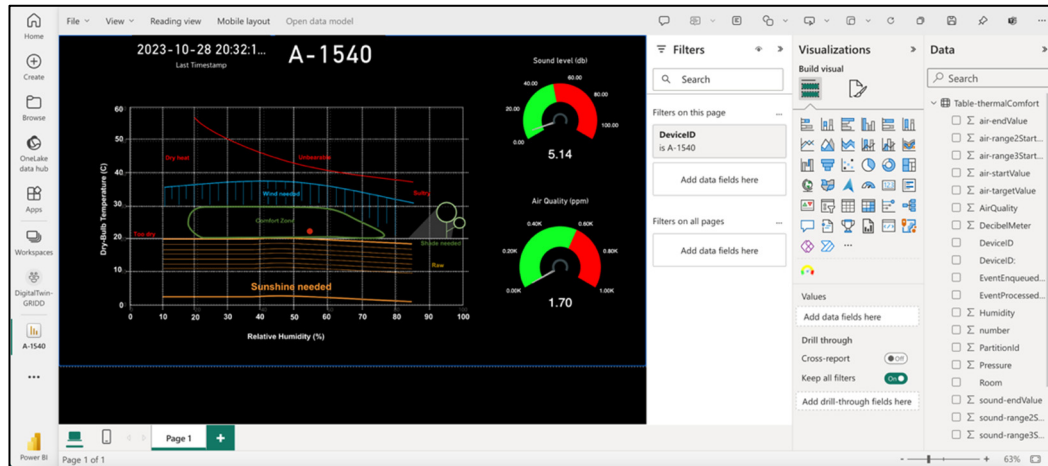 Home
Create
Browse
OneLake
data hub
Apps
Workspaces
DigitalTwin-
GRIDD
A-1540
Power BI
File
View
Reading view
Mobile layout
Open data model
2023-10-28 20:32:1...
Last Timestamp
A-1540
Dry-Bulb Temperature (C)
60
50
40
30
20
10
0
Dry heat
Unbearable
Sultry
Wind needed
Comfort Zone
Too dry
Shade needed
Raw
Sunshine needed
0
10
20
30
40
50
60
70
80
90
100
Relative Humidity (%)
Sound level (db)
0.00
20.00
40.00
60.00
80.00
100.00
5.14
Air Quality (ppm)
0.00K
0.20K
0.40K
0.60K
0.80K
1.00K
1.70
Page 1
Page 1 of 1
Filters
Search
Filters on this page
...
DeviceID
is A-1540
Add data fields here
Filters on all pages
...
Add data fields here
Visualizations
Build visual
...
Values
Add data fields here
Drill through
Cross-report
Off
Keep all filters
On
Add drill-through fields here
Data
Search
Table-thermalComfort
air-endValue
air-range2Start...
air-range3Start...
air-startValue
air-targetValue
AirQuality
DecibelMeter
DeviceID
DeviceID:
EventEnqueued...
EventProcessed...
Humidity
number
PartitionId
Pressure
Room
sound-endValue
sound-range2S...
sound-range3S...
63%